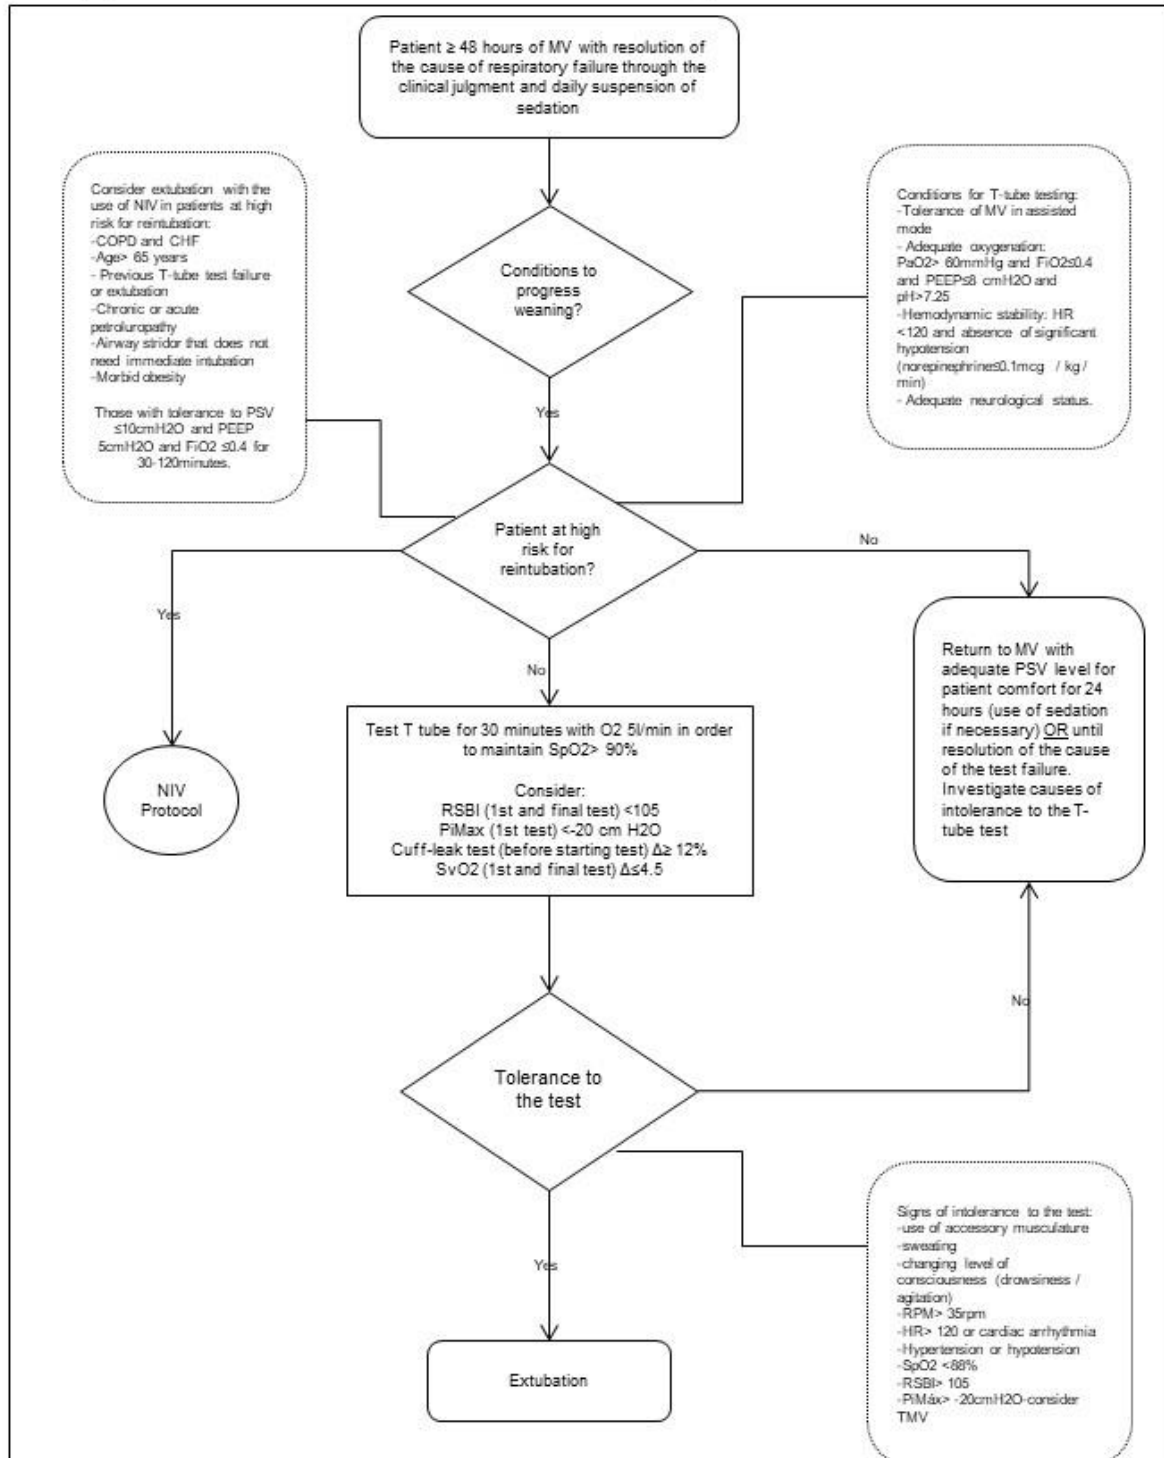 Patient ≥ 48 hours of MV with resolution of
the cause of respiratory failure through the
clinical judgment and daily suspension of
sedation
Consider extubation with the
use of NIV in patients at high
risk for reintubation:
-COPD and CHF
-Age> 65 years
- Previous T-tube test failure
or extubation
-Chronic or acute
petroluropathy
-Airway stridor that does not
need immediate intubation
-Morbid obesity
Those with tolerance to PSV
≤10cmH2O and PEEP
5cmH2O and FiO2 ≤0.4 for
30-120minutes.
Conditions to
progress
weaning?
Conditions for T-tube testing:
-Tolerance of MV in assisted
mode
- Adequate oxygenation:
PaO2> 60mmHg and FiO2≤0.4
and PEEP≤8 cmH2O and
pH>7.25
-Hemodynamic stability: HR
<120 and absence of significant
hypotension
(norepinephrine≤0.1mcg / kg /
min)
- Adequate neurological status.
Yes
Patient at high
risk for
reintubation?
No
Yes
No
NIV
Protocol
Test T tube for 30 minutes with O2 5l/min in order
to maintain SpO2> 90%
Consider:
RSBI (1st and final test) <105
PiMax (1st test) <-20 cm H2O
Cuff-leak test (before starting test) Δ≥ 12%
SvO2 (1st and final test) Δ≤4.5
Return to MV with
adequate PSV level for
patient comfort for 24
hours (use of sedation
if necessary) OR until
resolution of the cause
of the test failure.
Investigate causes of
intolerance to the T-
tube test
Tolerance to
the test
No
Yes
Signs of intolerance to the test:
-use of accessory musculature
-sweating
-changing level of
consciousness (drowsiness /
agitation)
-RPM> 35rpm
-HR> 120 or cardiac arrhythmia
-Hypertension or hypotension
-SpO2 <88%
-RSBI> 105
-PiMáx> -20cmH2O-consider
TMV
Extubation